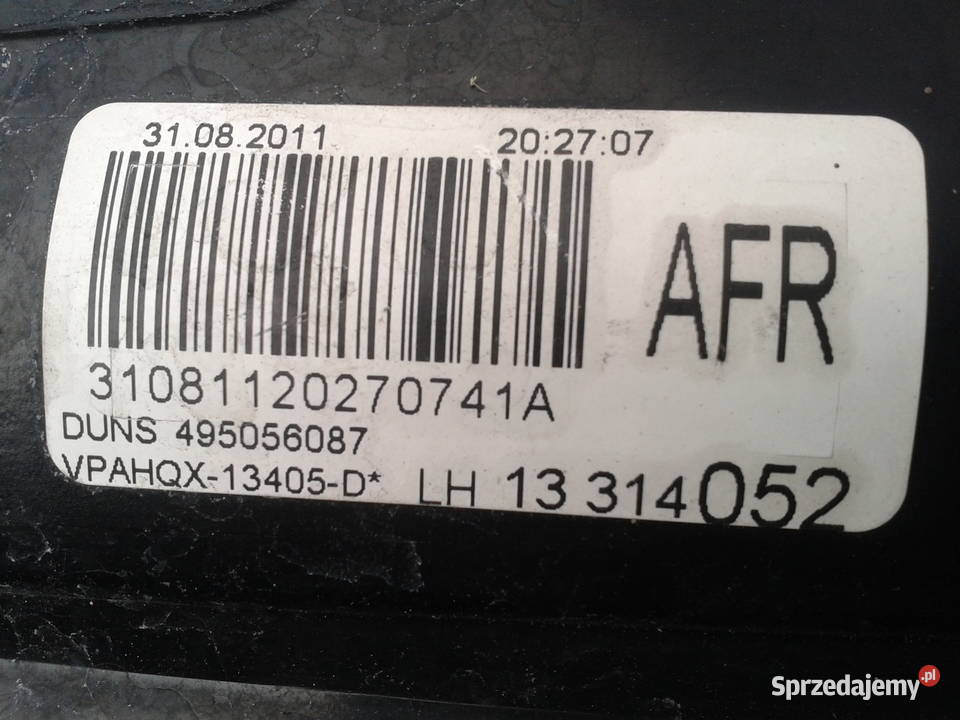 31.08.2011 20:27:07
AFR
31081120270741A
DUNS 495056087
VPAHQX-13405-D* LH 13 314052
Sprzedajemy.pl